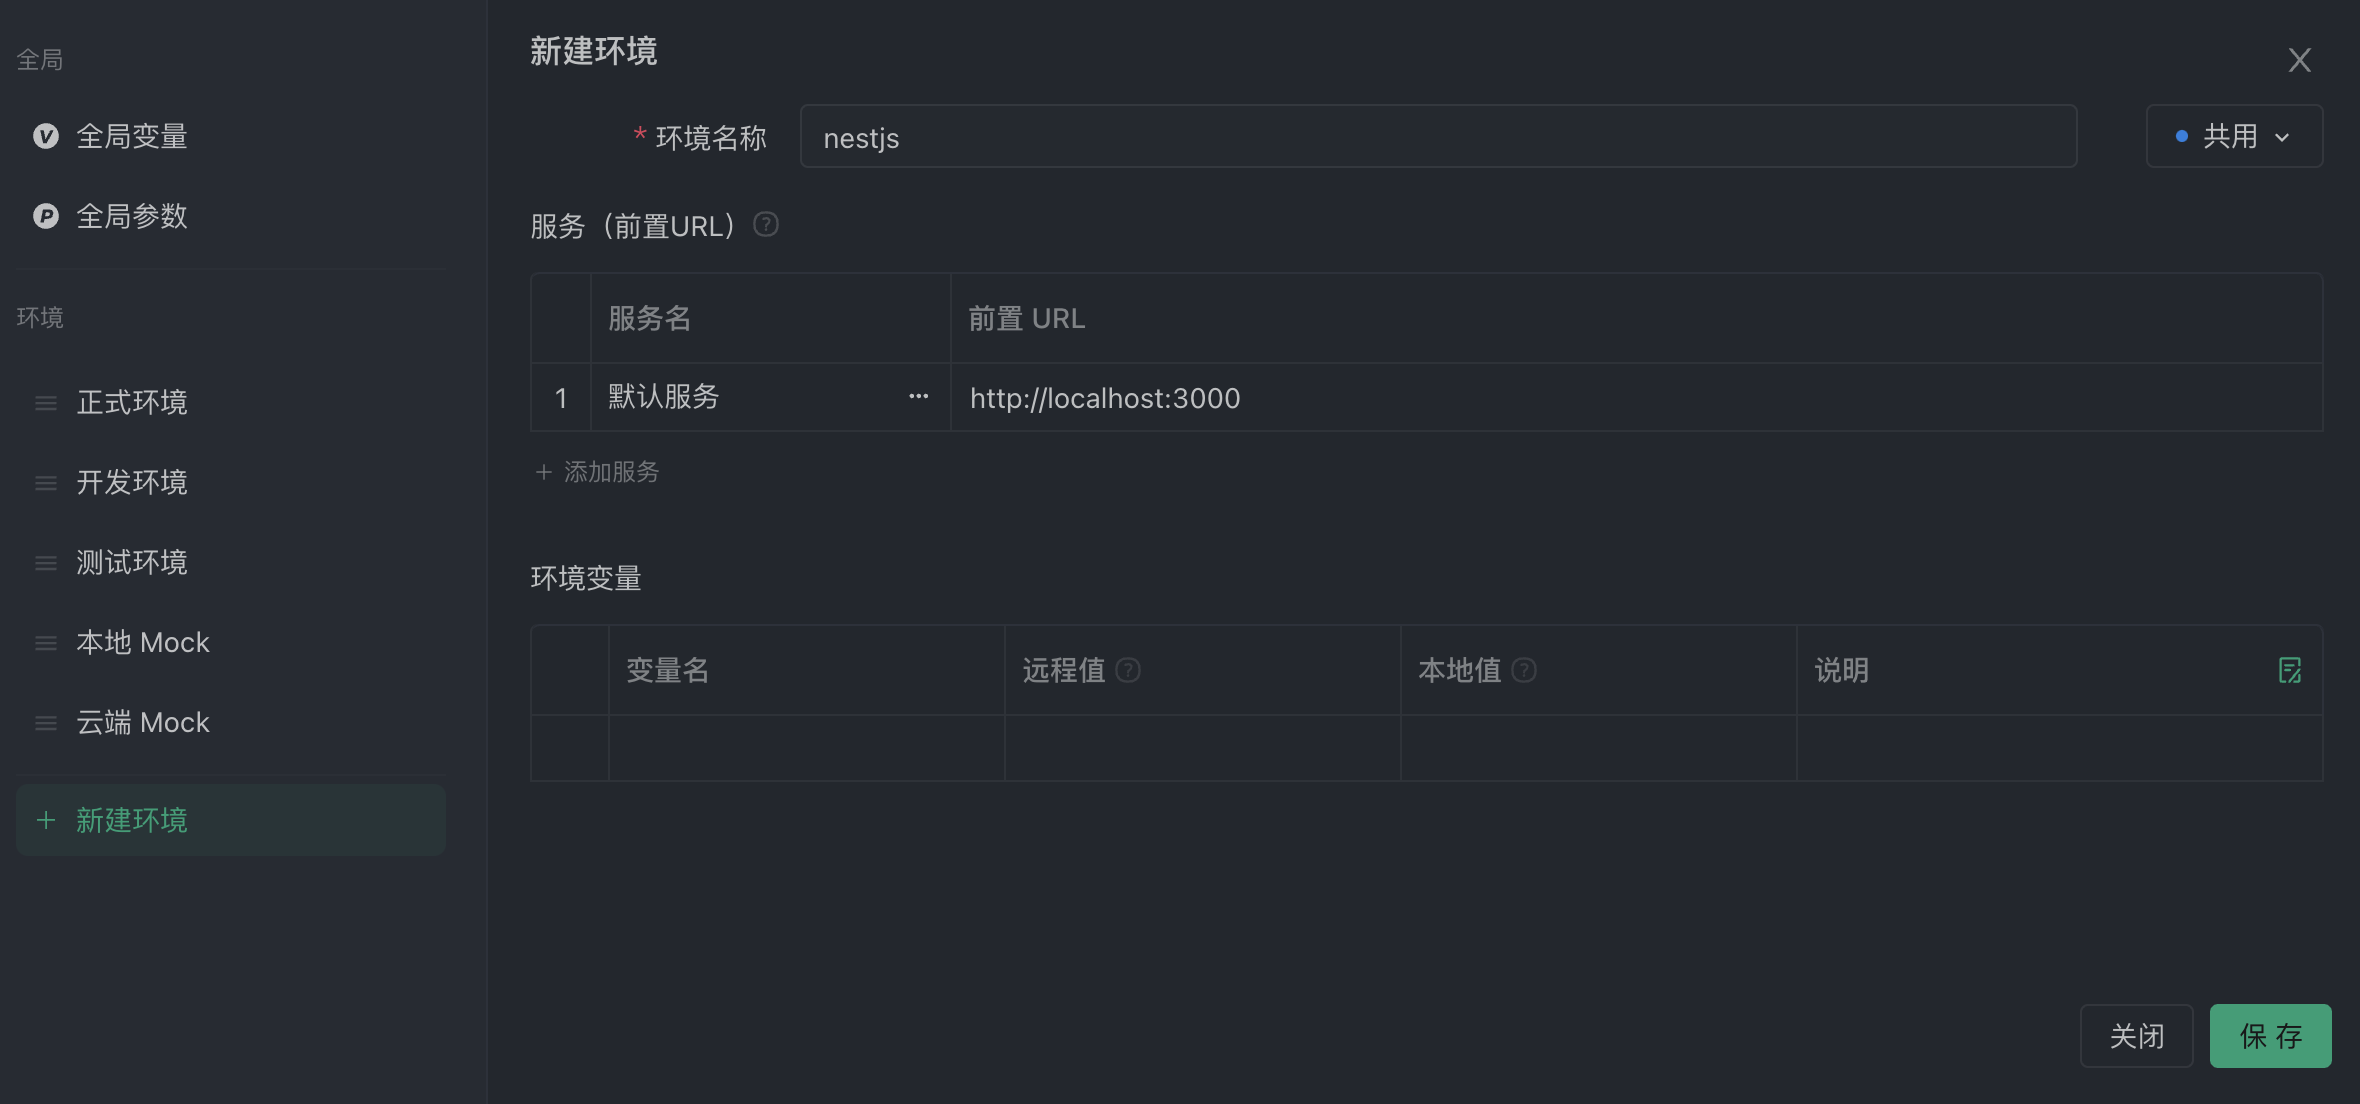 全局
全局变量
全局参数
环境
正式环境
开发环境
测试环境
本地 Mock
云端 Mock
新建环境
新建环境
* 环境名称 nestjs 共用
服务（前置URL）
服务名 前置 URL
1 默认服务 ··· http://localhost:3000
+ 添加服务
环境变量
变量名 远程值 本地值 说明
关闭 保 存